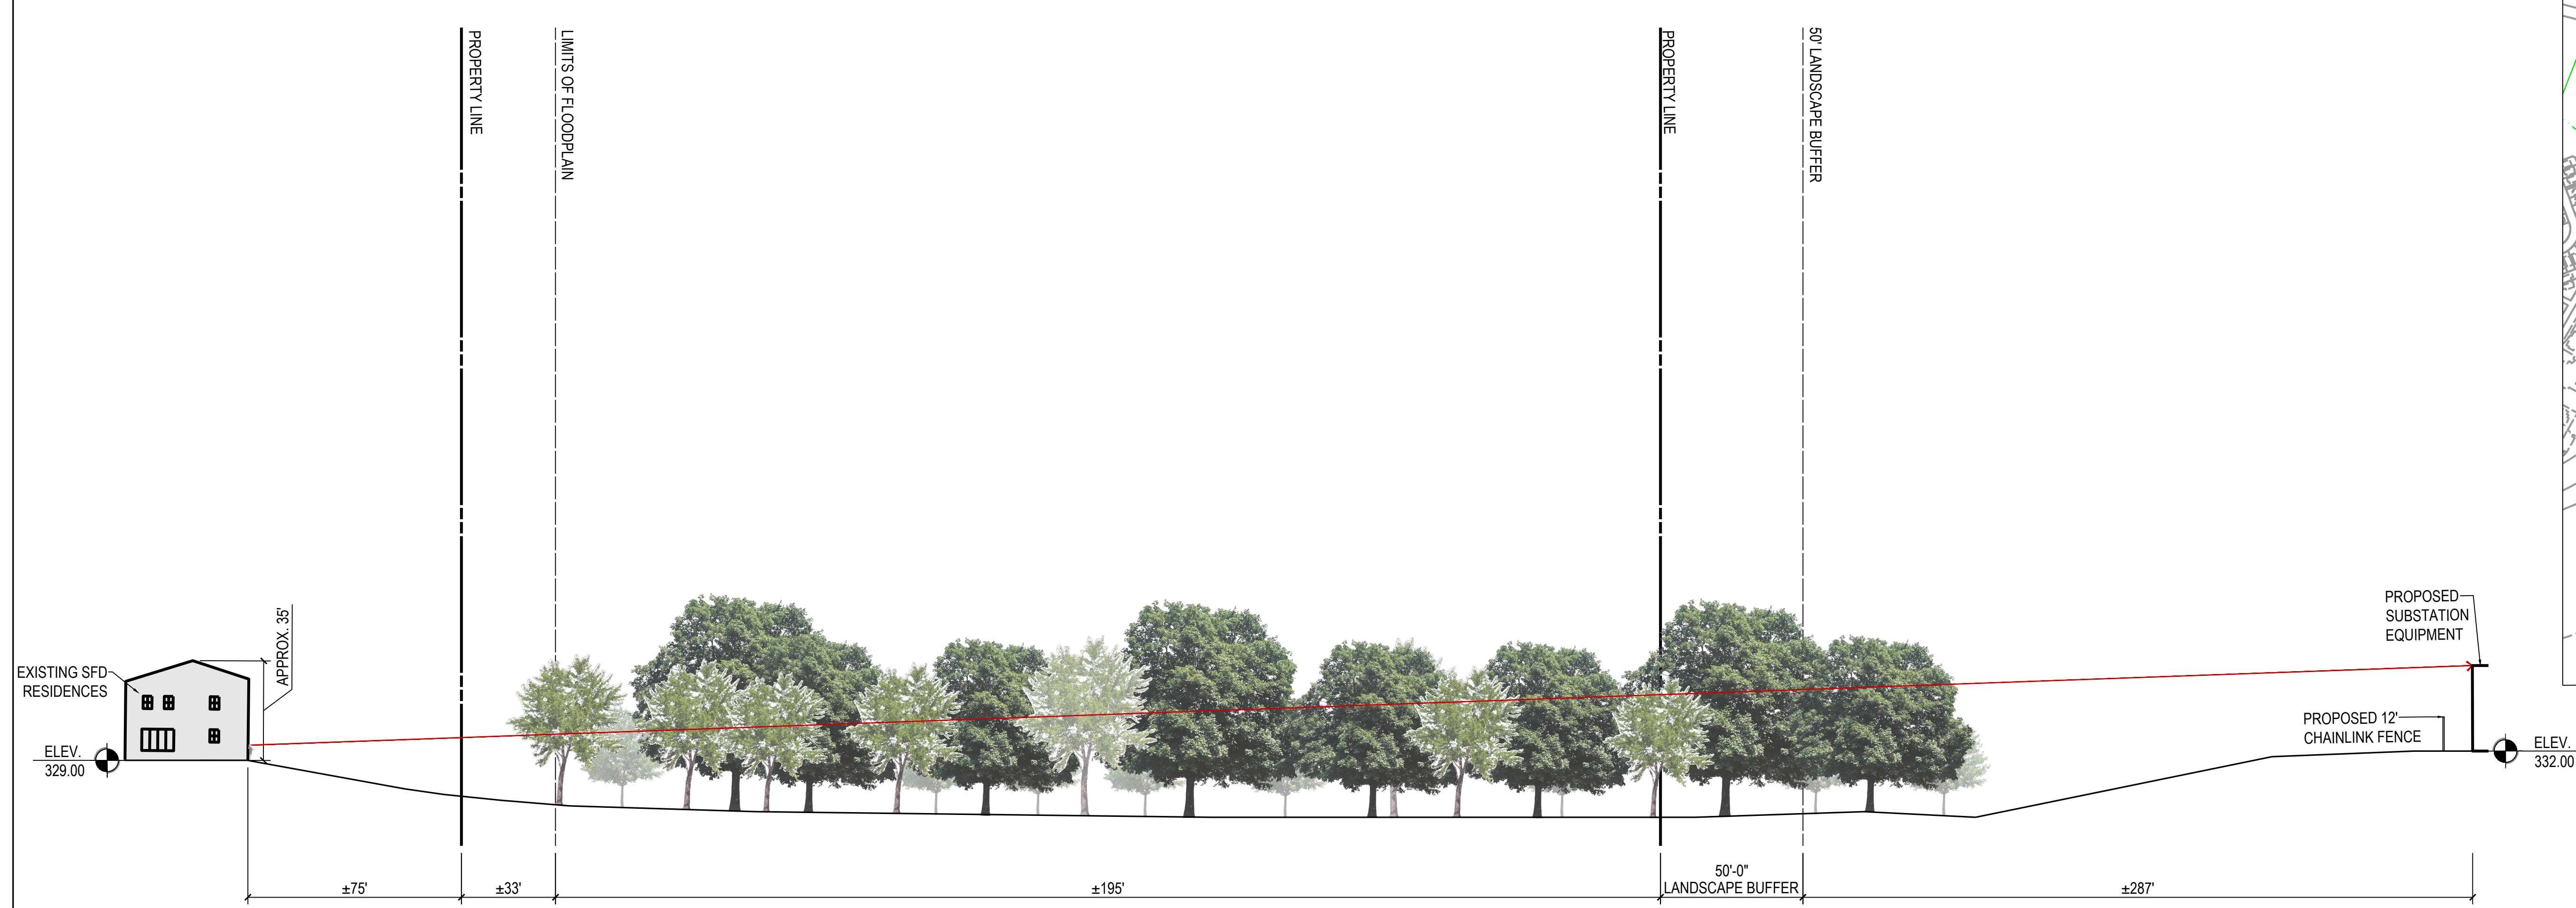 PROPERTY LINE
LIMITS OF FLOODPLAIN
PROPERTY LINE
50' LANDSCAPE BUFFER
EXISTING SFD
RESIDENCES
APPROX. 35'
ELEV.
329.00
PROPOSED
SUBSTATION
EQUIPMENT
PROPOSED 12'
CHAINLINK FENCE
ELEV.
332.00
±75'
±33'
±195'
50'-0"
LANDSCAPE BUFFER
±287'